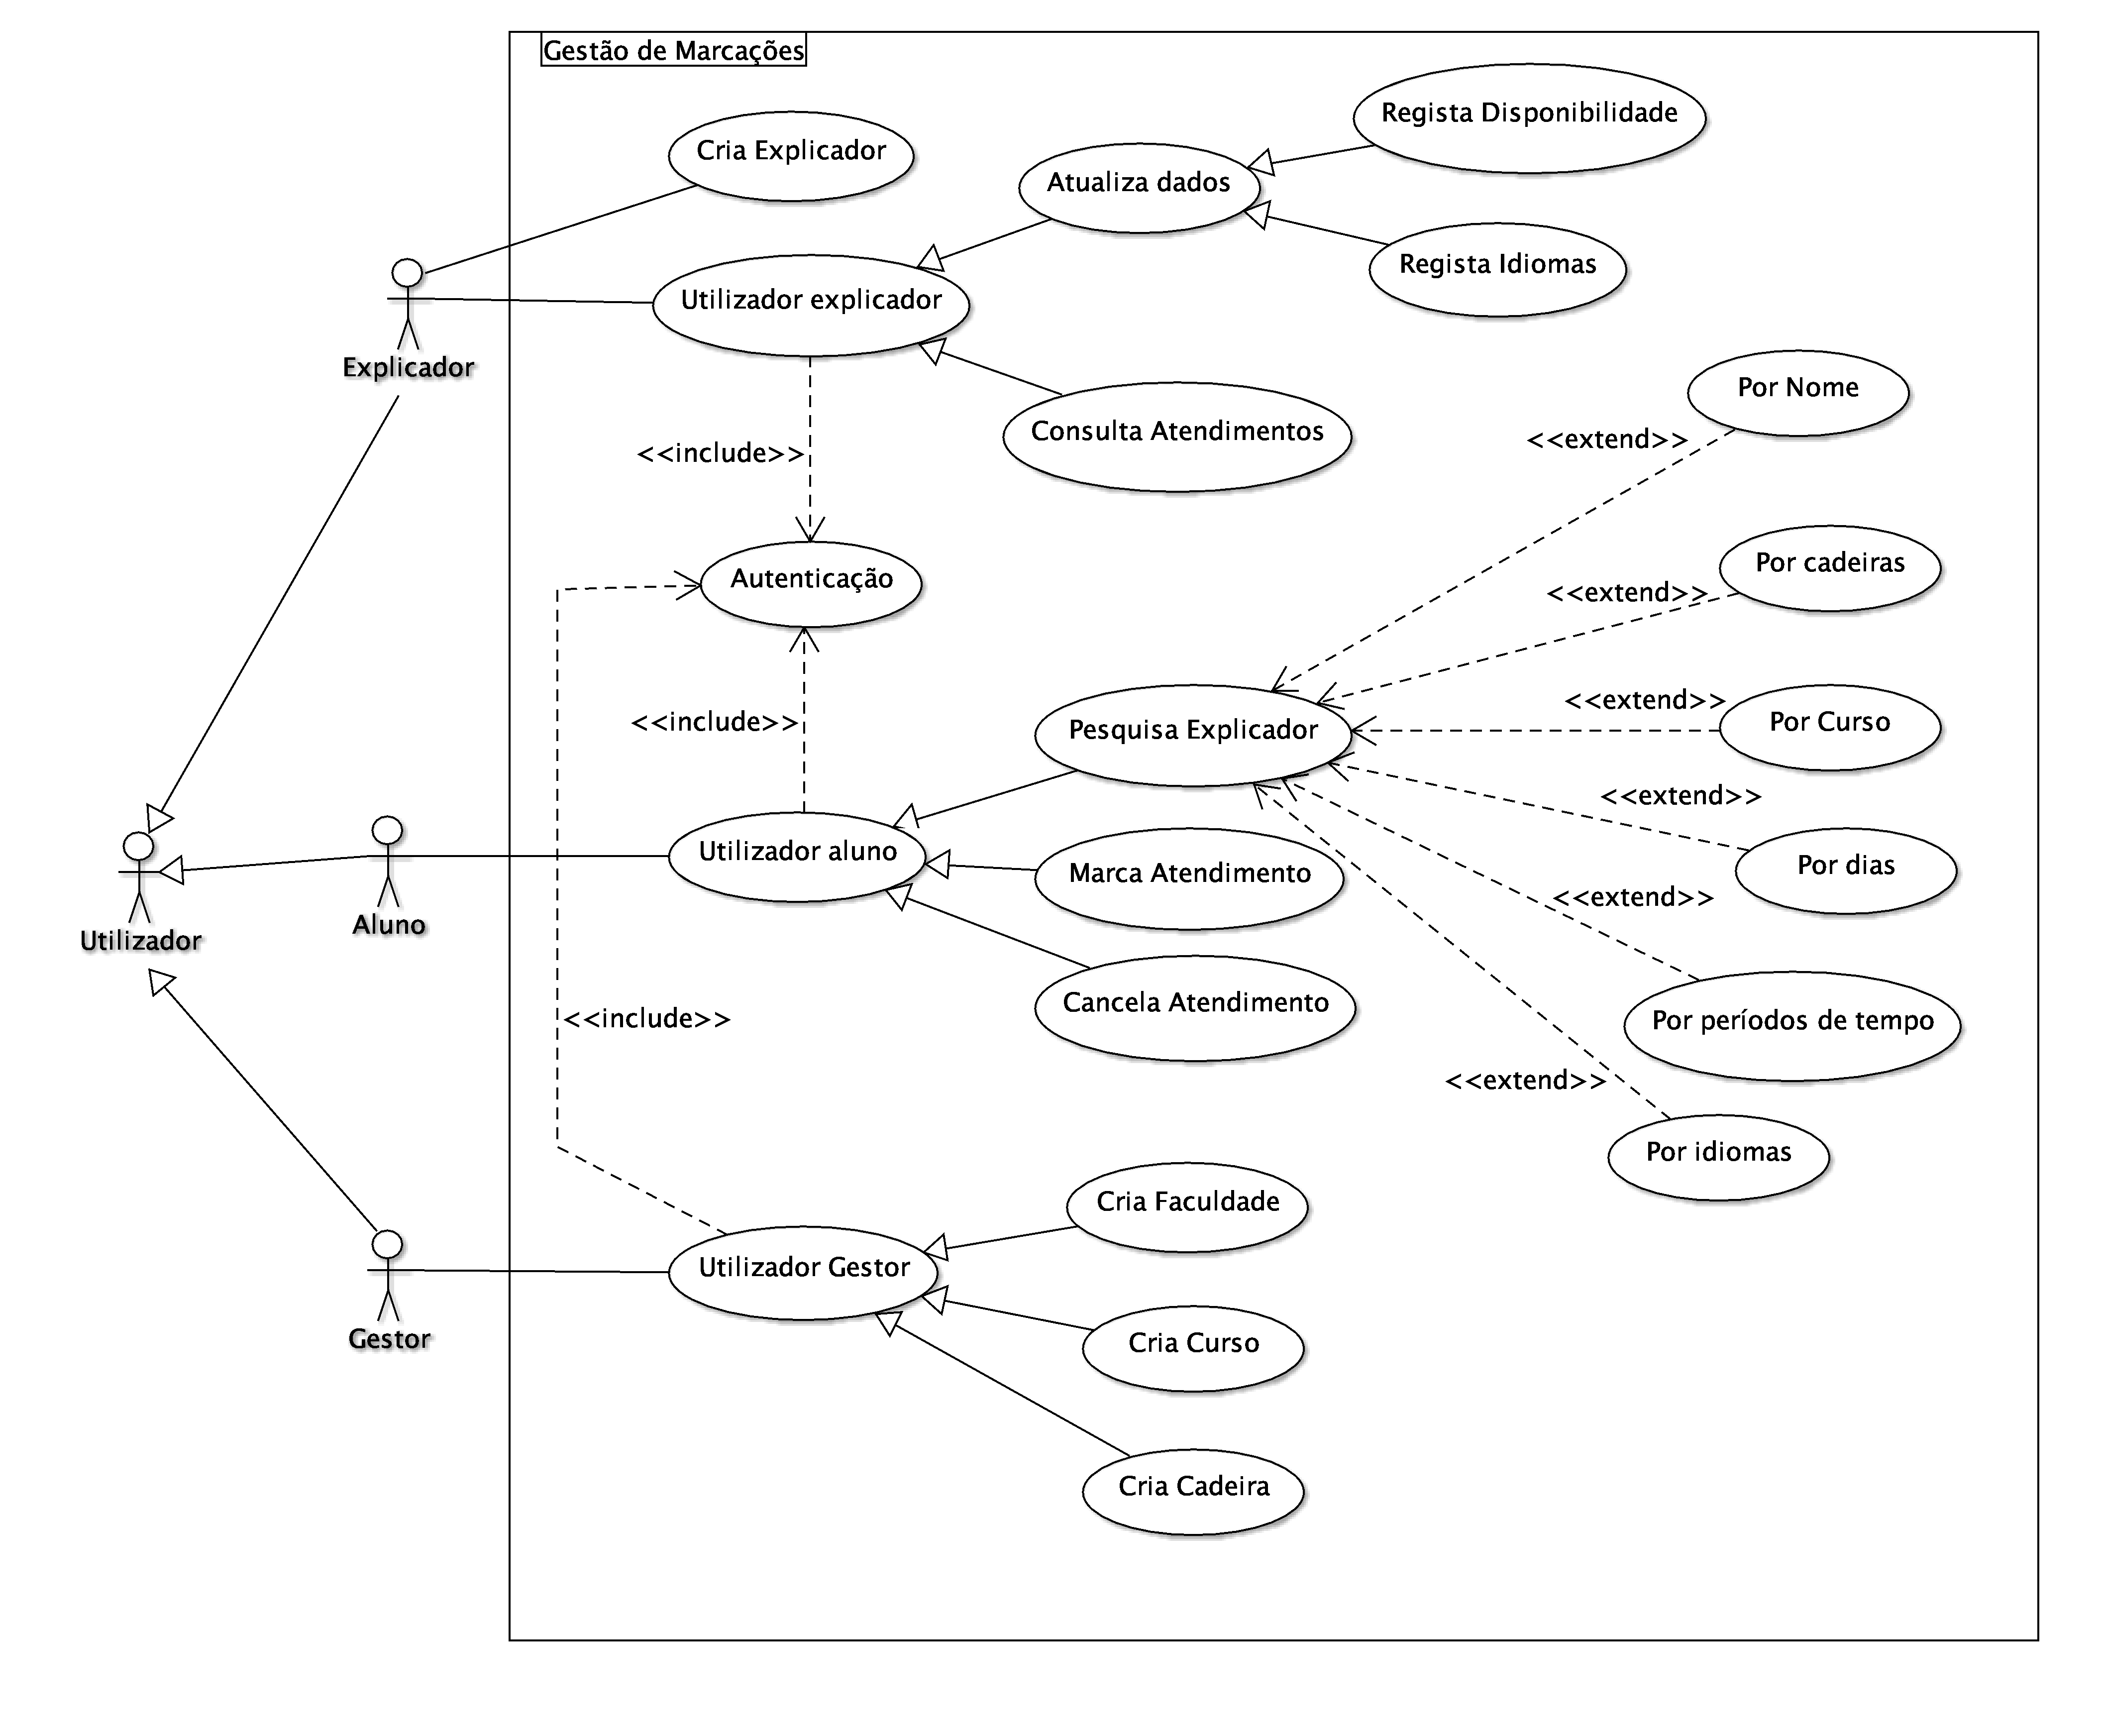 Gestão de Marcações
Regista Disponibilidade
Cria Explicador
Atualiza dados
Regista Idiomas
Utilizador explicador
Explicador
Por Nome
Consulta Atendimentos
<<extend>>
<<include>>
Por cadeiras
Autenticação
<<extend>>
<<extend>>
Por Curso
<<include>>
Pesquisa Explicador
<<extend>>
Utilizador aluno
Por dias
Marca Atendimento
<<extend>>
Aluno
Utilizador
Cancela Atendimento
<<include>>
Por períodos de tempo
<<extend>>
Por idiomas
Cria Faculdade
Utilizador Gestor
Gestor
Cria Curso
Cria Cadeira